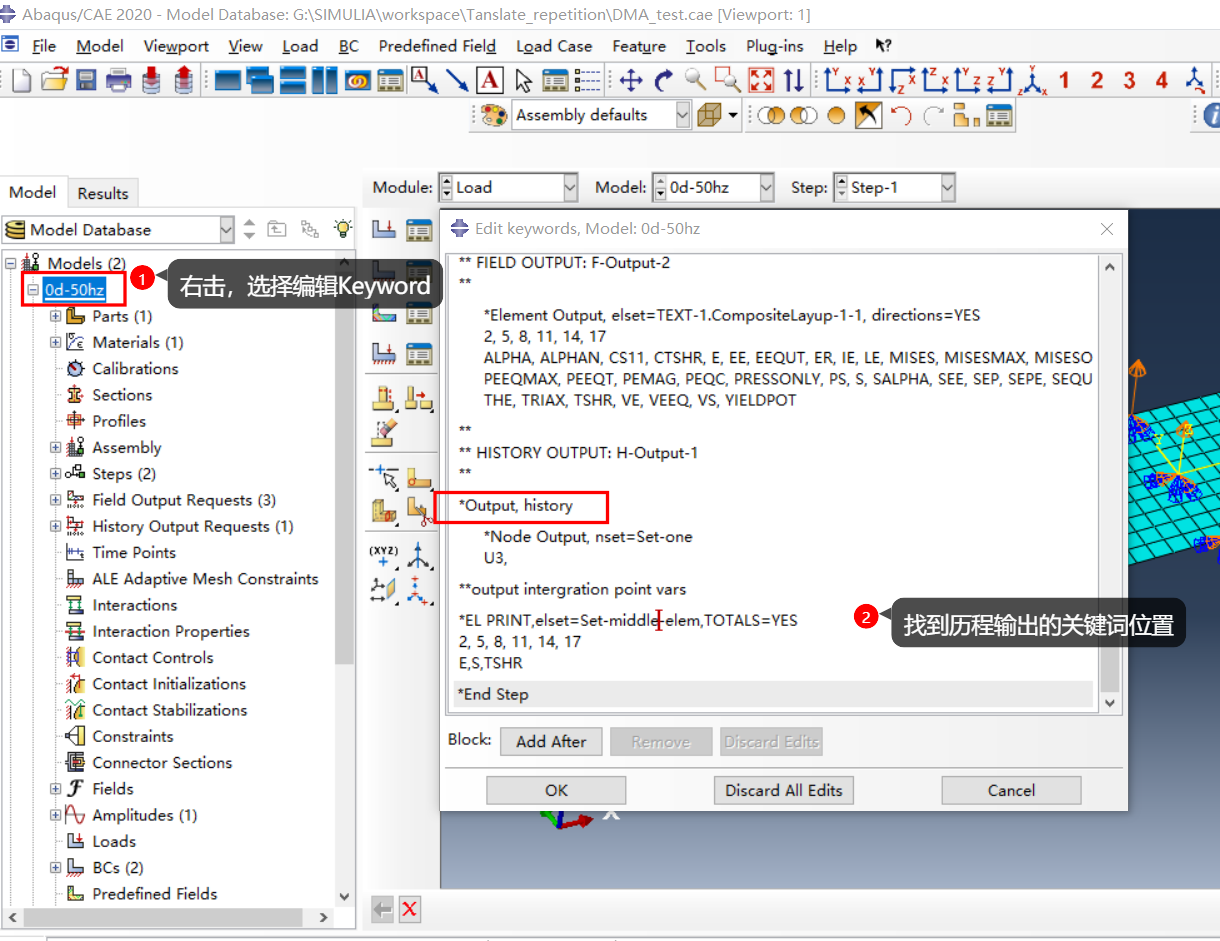 Abaqus/CAE 2020 - Model Database: G:\SIMULIA\workspace\Tanslate_repetition\DMA_test.cae [Viewport: 1]
File Model Viewport View Load BC Predefined Field Load Case Feature Tools Plug-ins Help
A A 1 2 3 4
Assembly defaults
Model Results
Module: Load Model: 0d-50hz Step: Step-1
Model Database
Models (2)
0d-50hz
Parts (1)
Materials (1)
Calibrations
Sections
Profiles
Assembly
Steps (2)
Field Output Requests (3)
History Output Requests (1)
Time Points
ALE Adaptive Mesh Constraints
Interactions
Interaction Properties
Contact Controls
Contact Initializations
Contact Stabilizations
Constraints
Connector Sections
Fields
Amplitudes (1)
Loads
BCs (2)
Predefined Fields
1
右击，选择编辑Keyword
(XYZ)
Edit keywords, Model: 0d-50hz
** FIELD OUTPUT: F-Output-2
**
*Element Output, elset=TEXT-1.CompositeLayup-1-1, directions=YES
2, 5, 8, 11, 14, 17
ALPHA, ALPHAN, CS11, CTSHR, E, EE, EEQUT, ER, IE, LE, MISES, MISESMAX, MISESO
PEEQMAX, PEEQT, PEMAG, PEQC, PRESSONLY, PS, S, SALPHA, SEE, SEP, SEPE, SEQU
THE, TRIAX, TSHR, VE, VEEQ, VS, YIELDPOT
**
** HISTORY OUTPUT: H-Output-1
**
*Output, history
*Node Output, nset=Set-one
U3,
**output intergration point vars
*EL PRINT,elset=Set-middle-elem,TOTALS=YES
2, 5, 8, 11, 14, 17
E,S,TSHR
*End Step
2
找到历程输出的关键词位置
Block: Add After Remove Discard Edits
OK Discard All Edits Cancel
X